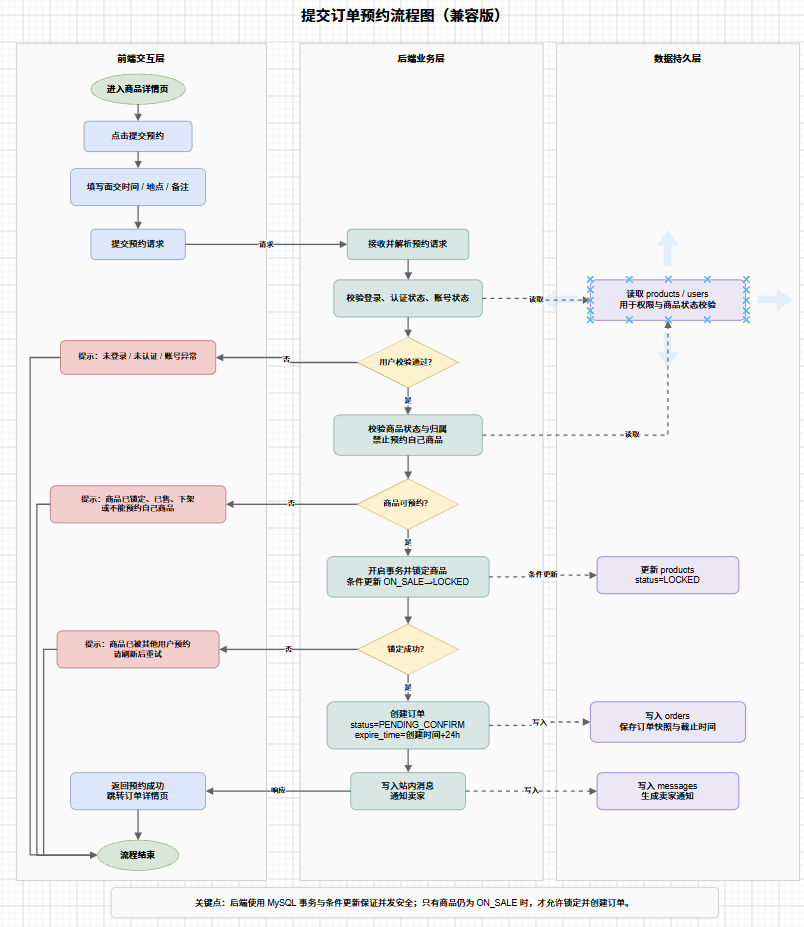 提交订单预约流程图（兼容版）
前端交互层
后端业务层
数据持久层
进入商品详情页
点击提交预约
填写面交时间 / 地点 / 备注
提交预约请求
请求
接收并解析预约请求
校验登录、认证状态、账号状态
读取
读取 products / users
用于权限与商品状态校验
提示：未登录 / 未认证 / 账号异常
否
用户校验通过？
是
校验商品状态与归属
禁止预约自己商品
读取
提示：商品已锁定、已售、下架
或不能预约自己商品
否
商品可预约？
是
开启事务并锁定商品
条件更新 ON_SALE→LOCKED
条件更新
更新 products
status=LOCKED
提示：商品已被其他用户预约
请刷新后重试
否
锁定成功？
是
创建订单
status=PENDING_CONFIRM
expire_time=创建时间+24h
写入
写入 orders
保存订单快照与截止时间
返回预约成功
跳转订单详情页
响应
写入站内消息
通知卖家
写入
写入 messages
生成卖家通知
流程结束
关键点：后端使用 MySQL 事务与条件更新保证并发安全；只有商品仍为 ON_SALE 时，才允许锁定并创建订单。